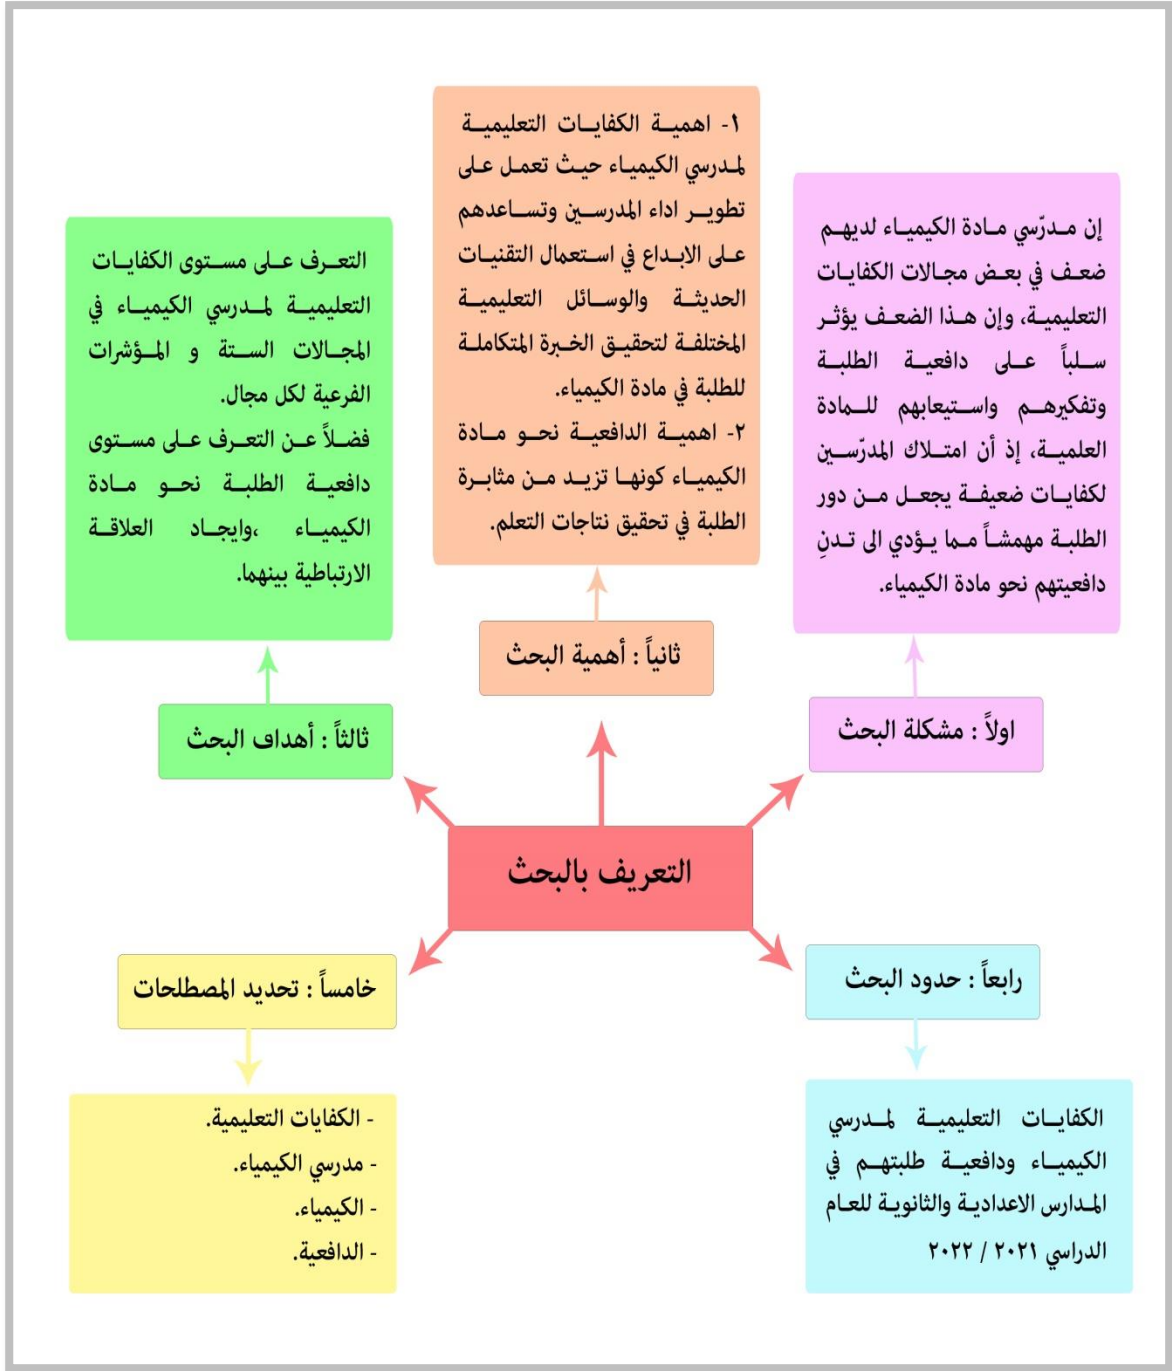 التعريف بالبحث
اولاً : مشكلة البحث
إن مدرّسي مادة الكيمياء لديهم
ضعف في بعض مجالات الكفايات
التعليمية، وإن هذا الضعف يؤثر
سلباً على دافعية الطلبة
وتفكيرهم واستيعابهم للمادة
العلمية، إذ أن امتلاك المدرّسين
لكفايات ضعيفة يجعل من دور
الطلبة مهمشاً مما يؤدي الى تدنِ
دافعيتهم نحو مادة الكيمياء.
ثانياً : أهمية البحث
١- اهمية الكفايات التعليمية
لمدرسي الكيمياء حيث تعمل على
تطوير اداء المدرسين وتساعدهم
على الابداع في استعمال التقنيات
الحديثة والوسائل التعليمية
المختلفة لتحقيق الخبرة المتكاملة
للطلبة في مادة الكيمياء.
٢- اهمية الدافعية نحو مادة
الكيمياء كونها تزيد من مثابرة
الطلبة في تحقيق نتاجات التعلم.
ثالثاً : أهداف البحث
التعرف على مستوى الكفايات
التعليمية لمدرسي الكيمياء في
المجالات الستة و المؤشرات
الفرعية لكل مجال.
فضلاً عن التعرف على مستوى
دافعية الطلبة نحو مادة
الكيمياء ،وايجاد العلاقة
الارتباطية بينهما.
رابعاً : حدود البحث
الكفايات التعليمية لمدرسي
الكيمياء ودافعية طلبتهم في
المدارس الاعدادية والثانوية للعام
الدراسي ٢٠٢١ / ٢٠٢٢
خامساً : تحديد المصطلحات
- الكفايات التعليمية.
- مدرسي الكيمياء.
- الكيمياء.
- الدافعية.